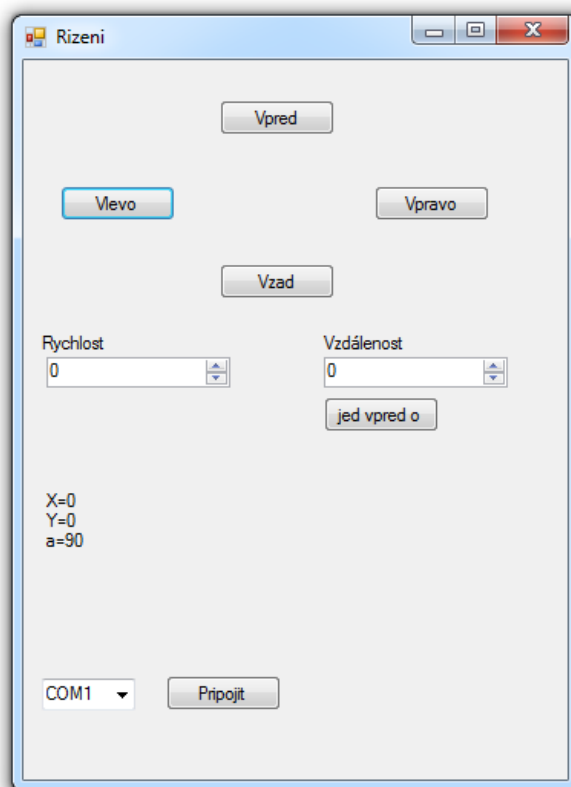 Rizeni
Vpred
Vlevo
Vpravo
Vzad
Rychlost
Vzdálenost
0
0
jed vpred o
X=0
Y=0
a=90
COM1
Pripojit